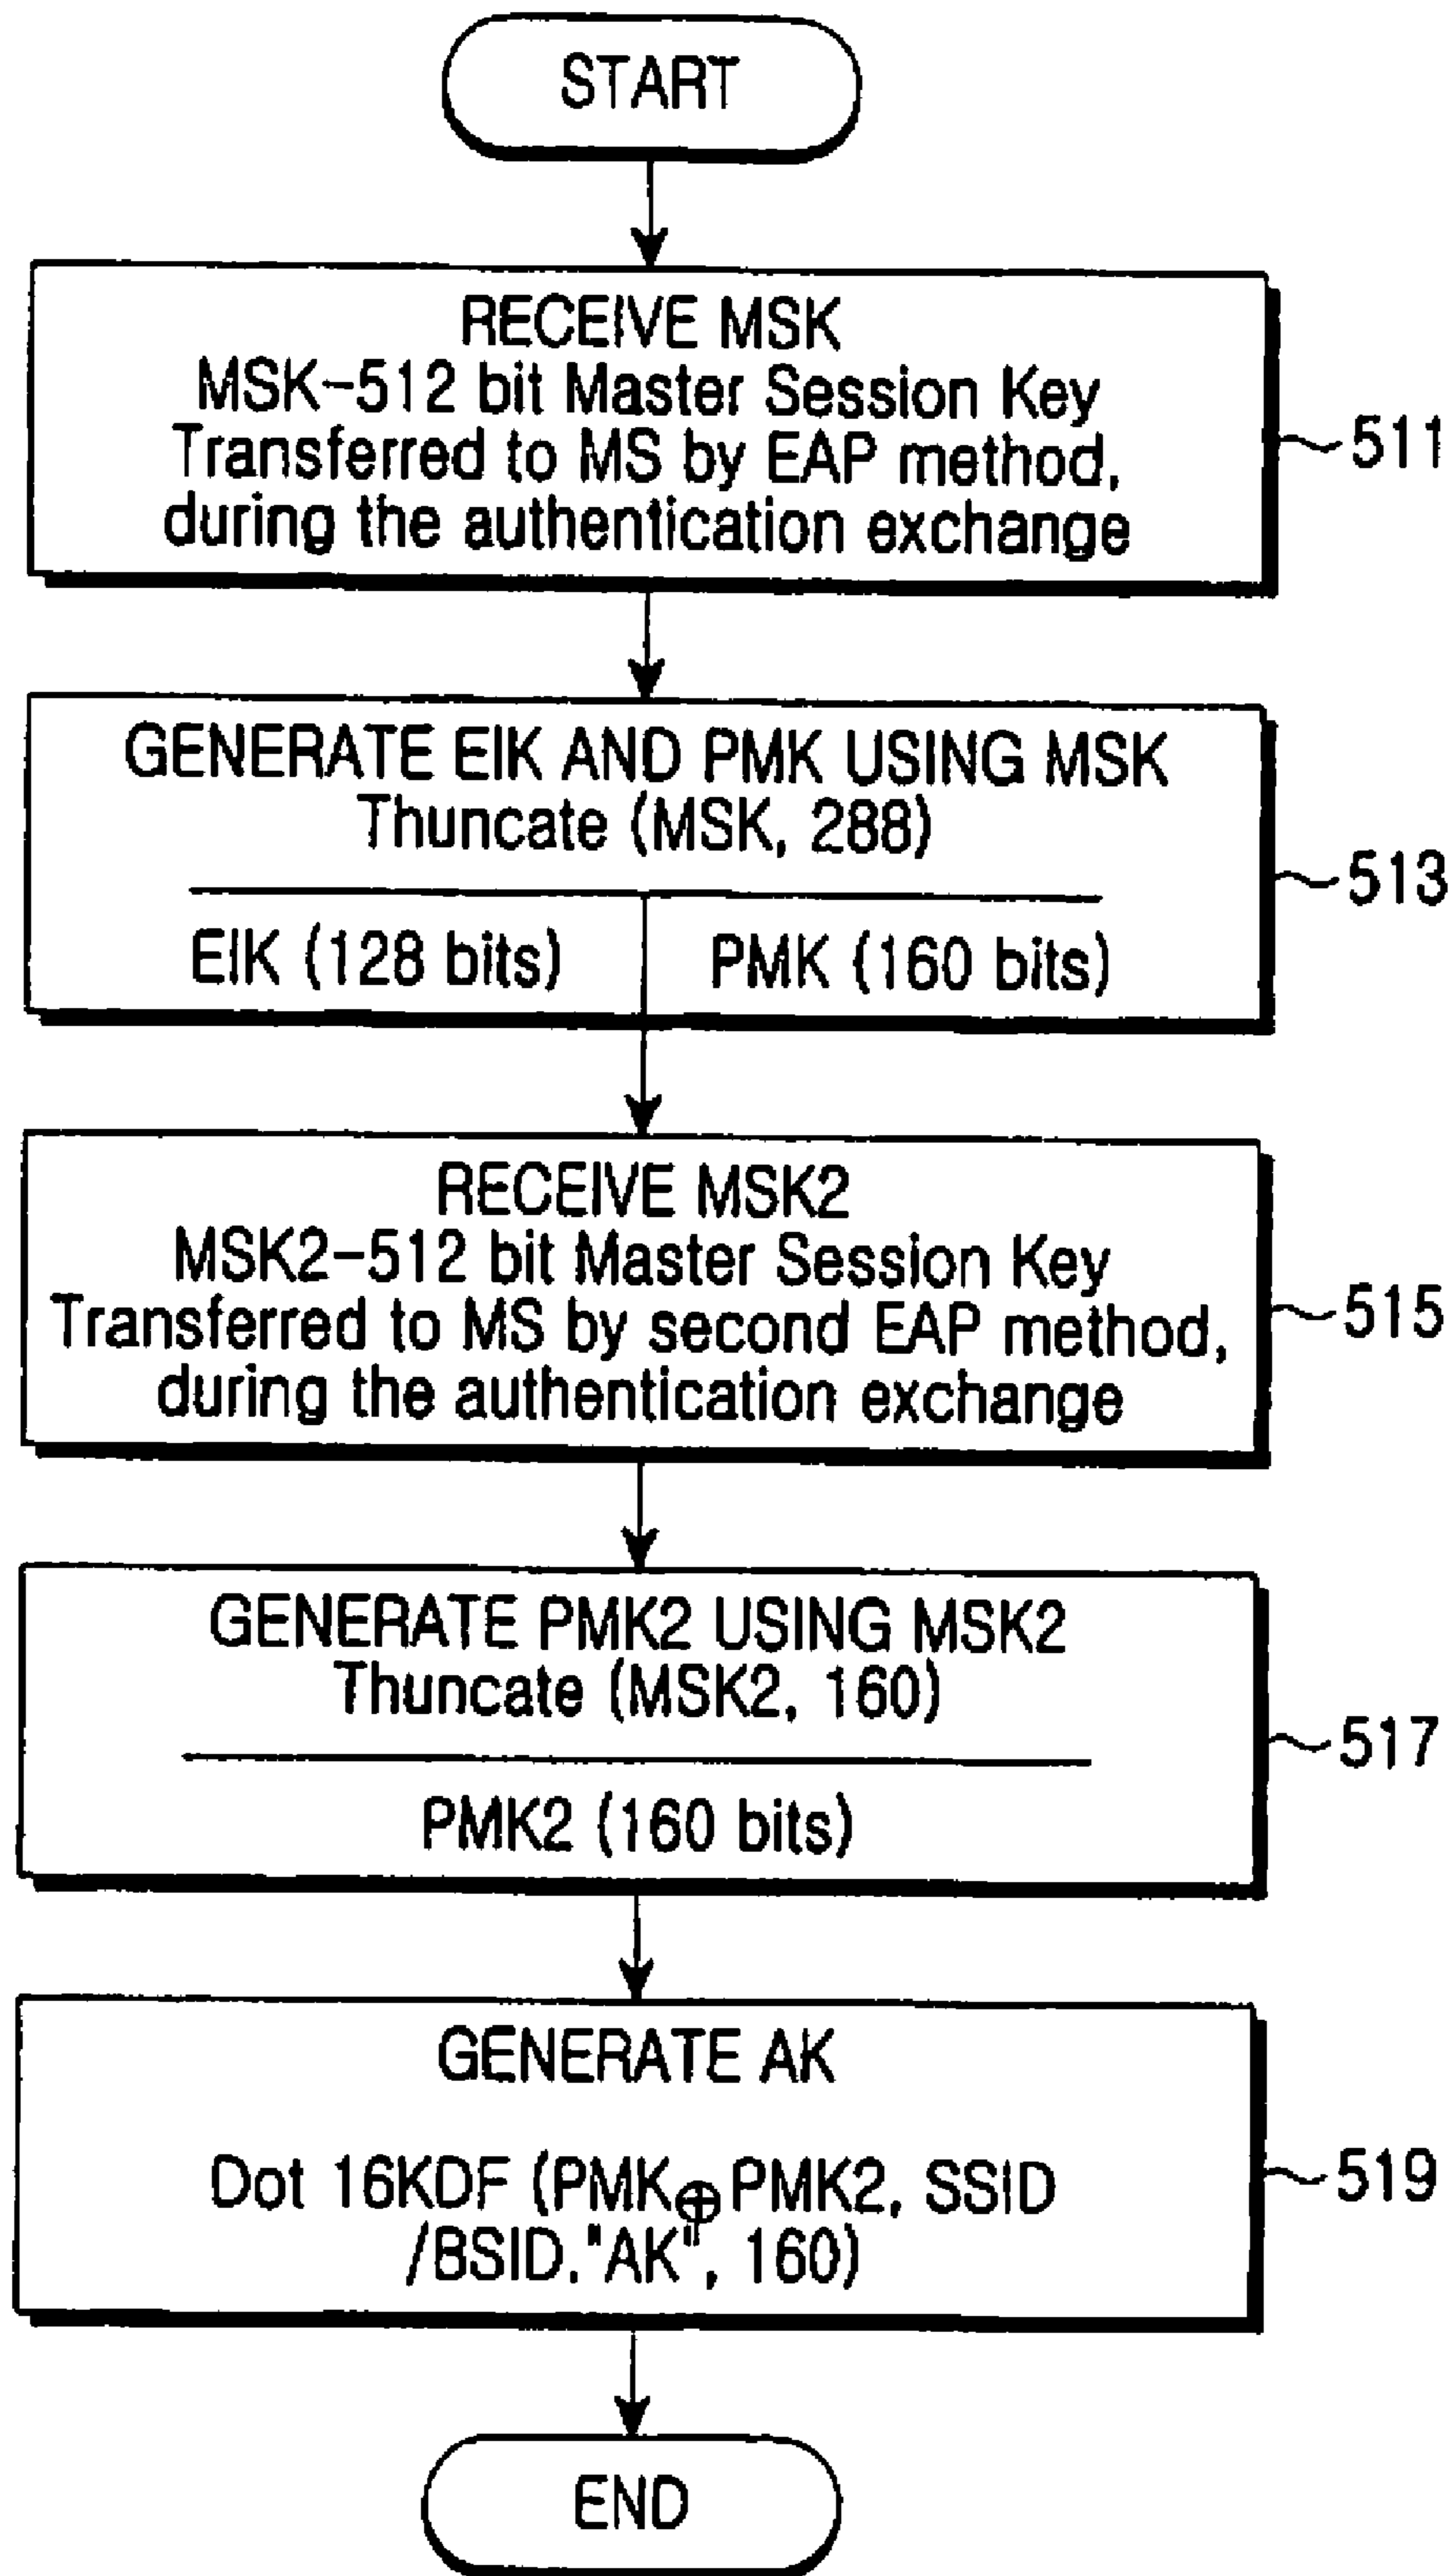 START
RECEIVE MSK
MSK-512 bit Master Session Key
Transferred to MS by EAP method,
during the authentication exchange
511
GENERATE EIK AND PMK USING MSK
Thuncate (MSK, 288)
EIK (128 bits)
PMK (160 bits)
513
RECEIVE MSK2
MSK2-512 bit Master Session Key
Transferred to MS by second EAP method,
during the authentication exchange
515
GENERATE PMK2 USING MSK2
Thuncate (MSK2, 160)
PMK2 (160 bits)
517
GENERATE AK
Dot 16KDF (PMK⊕PMK2, SSID
/BSID."AK", 160)
519
END